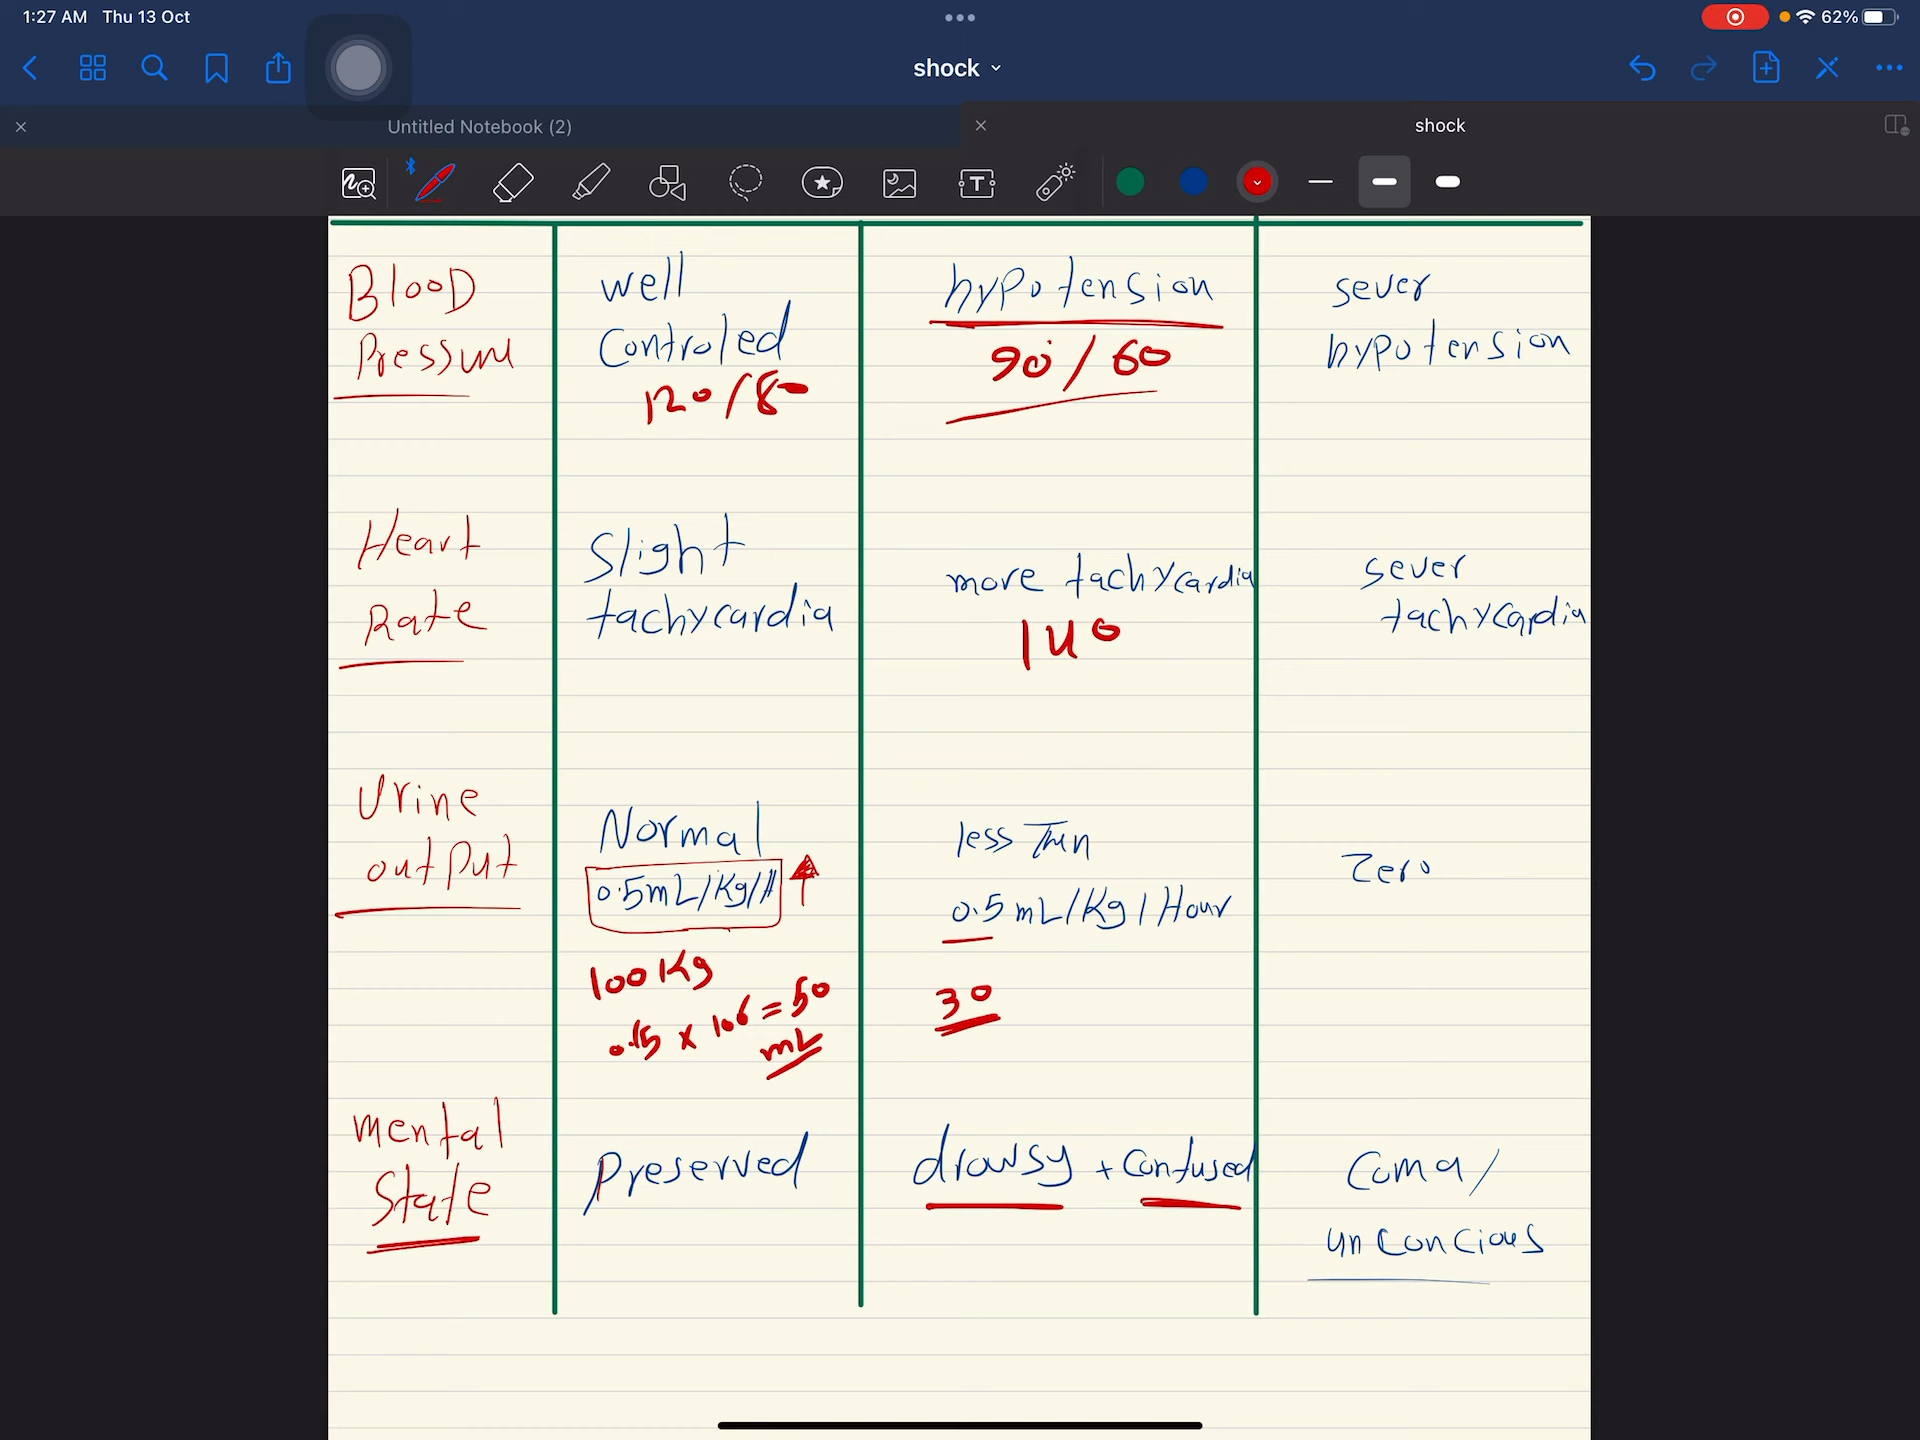 1:27 AM Thu 13 Oct
62%
shock
Untitled Notebook (2)
shock
T
Blood
Pressure
well
Controled
120/80
hypotension
90/60
sever
hypotension
Heart
Rate
Slight
tachycardia
more tachycardia
140
sever
tachycardia
Urine
output
Normal
0.5mL/Kg/H
100 Kg
0.5 x 100 = 50
mL
less Than
0.5 mL/Kg/Hour
30
Zero
mental
State
preserved
drowsy + Confused
Coma/
unConcious